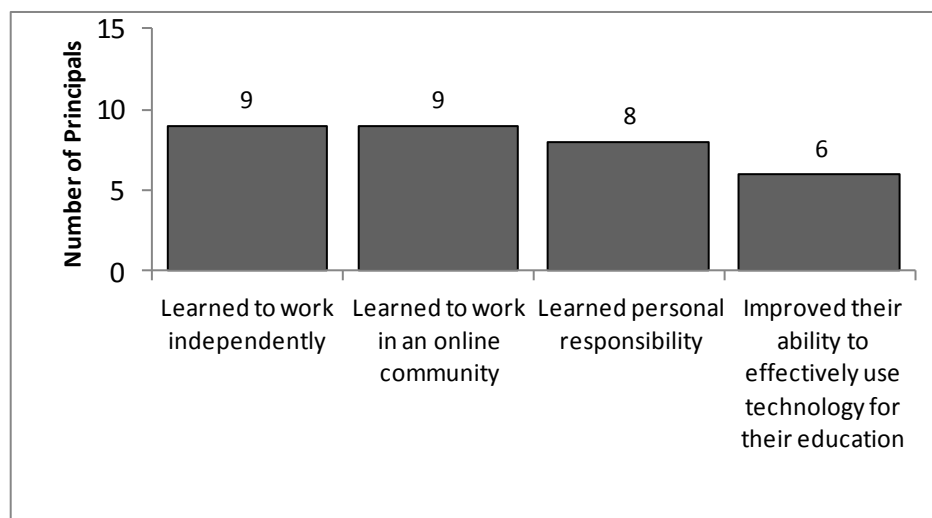 Number of Principals
15
10
5
0
9
9
8
6
Learned to work
independently
Learned to work
in an online
community
Learned personal
responsibility
Improved their
ability to
effectively use
technology for
their education